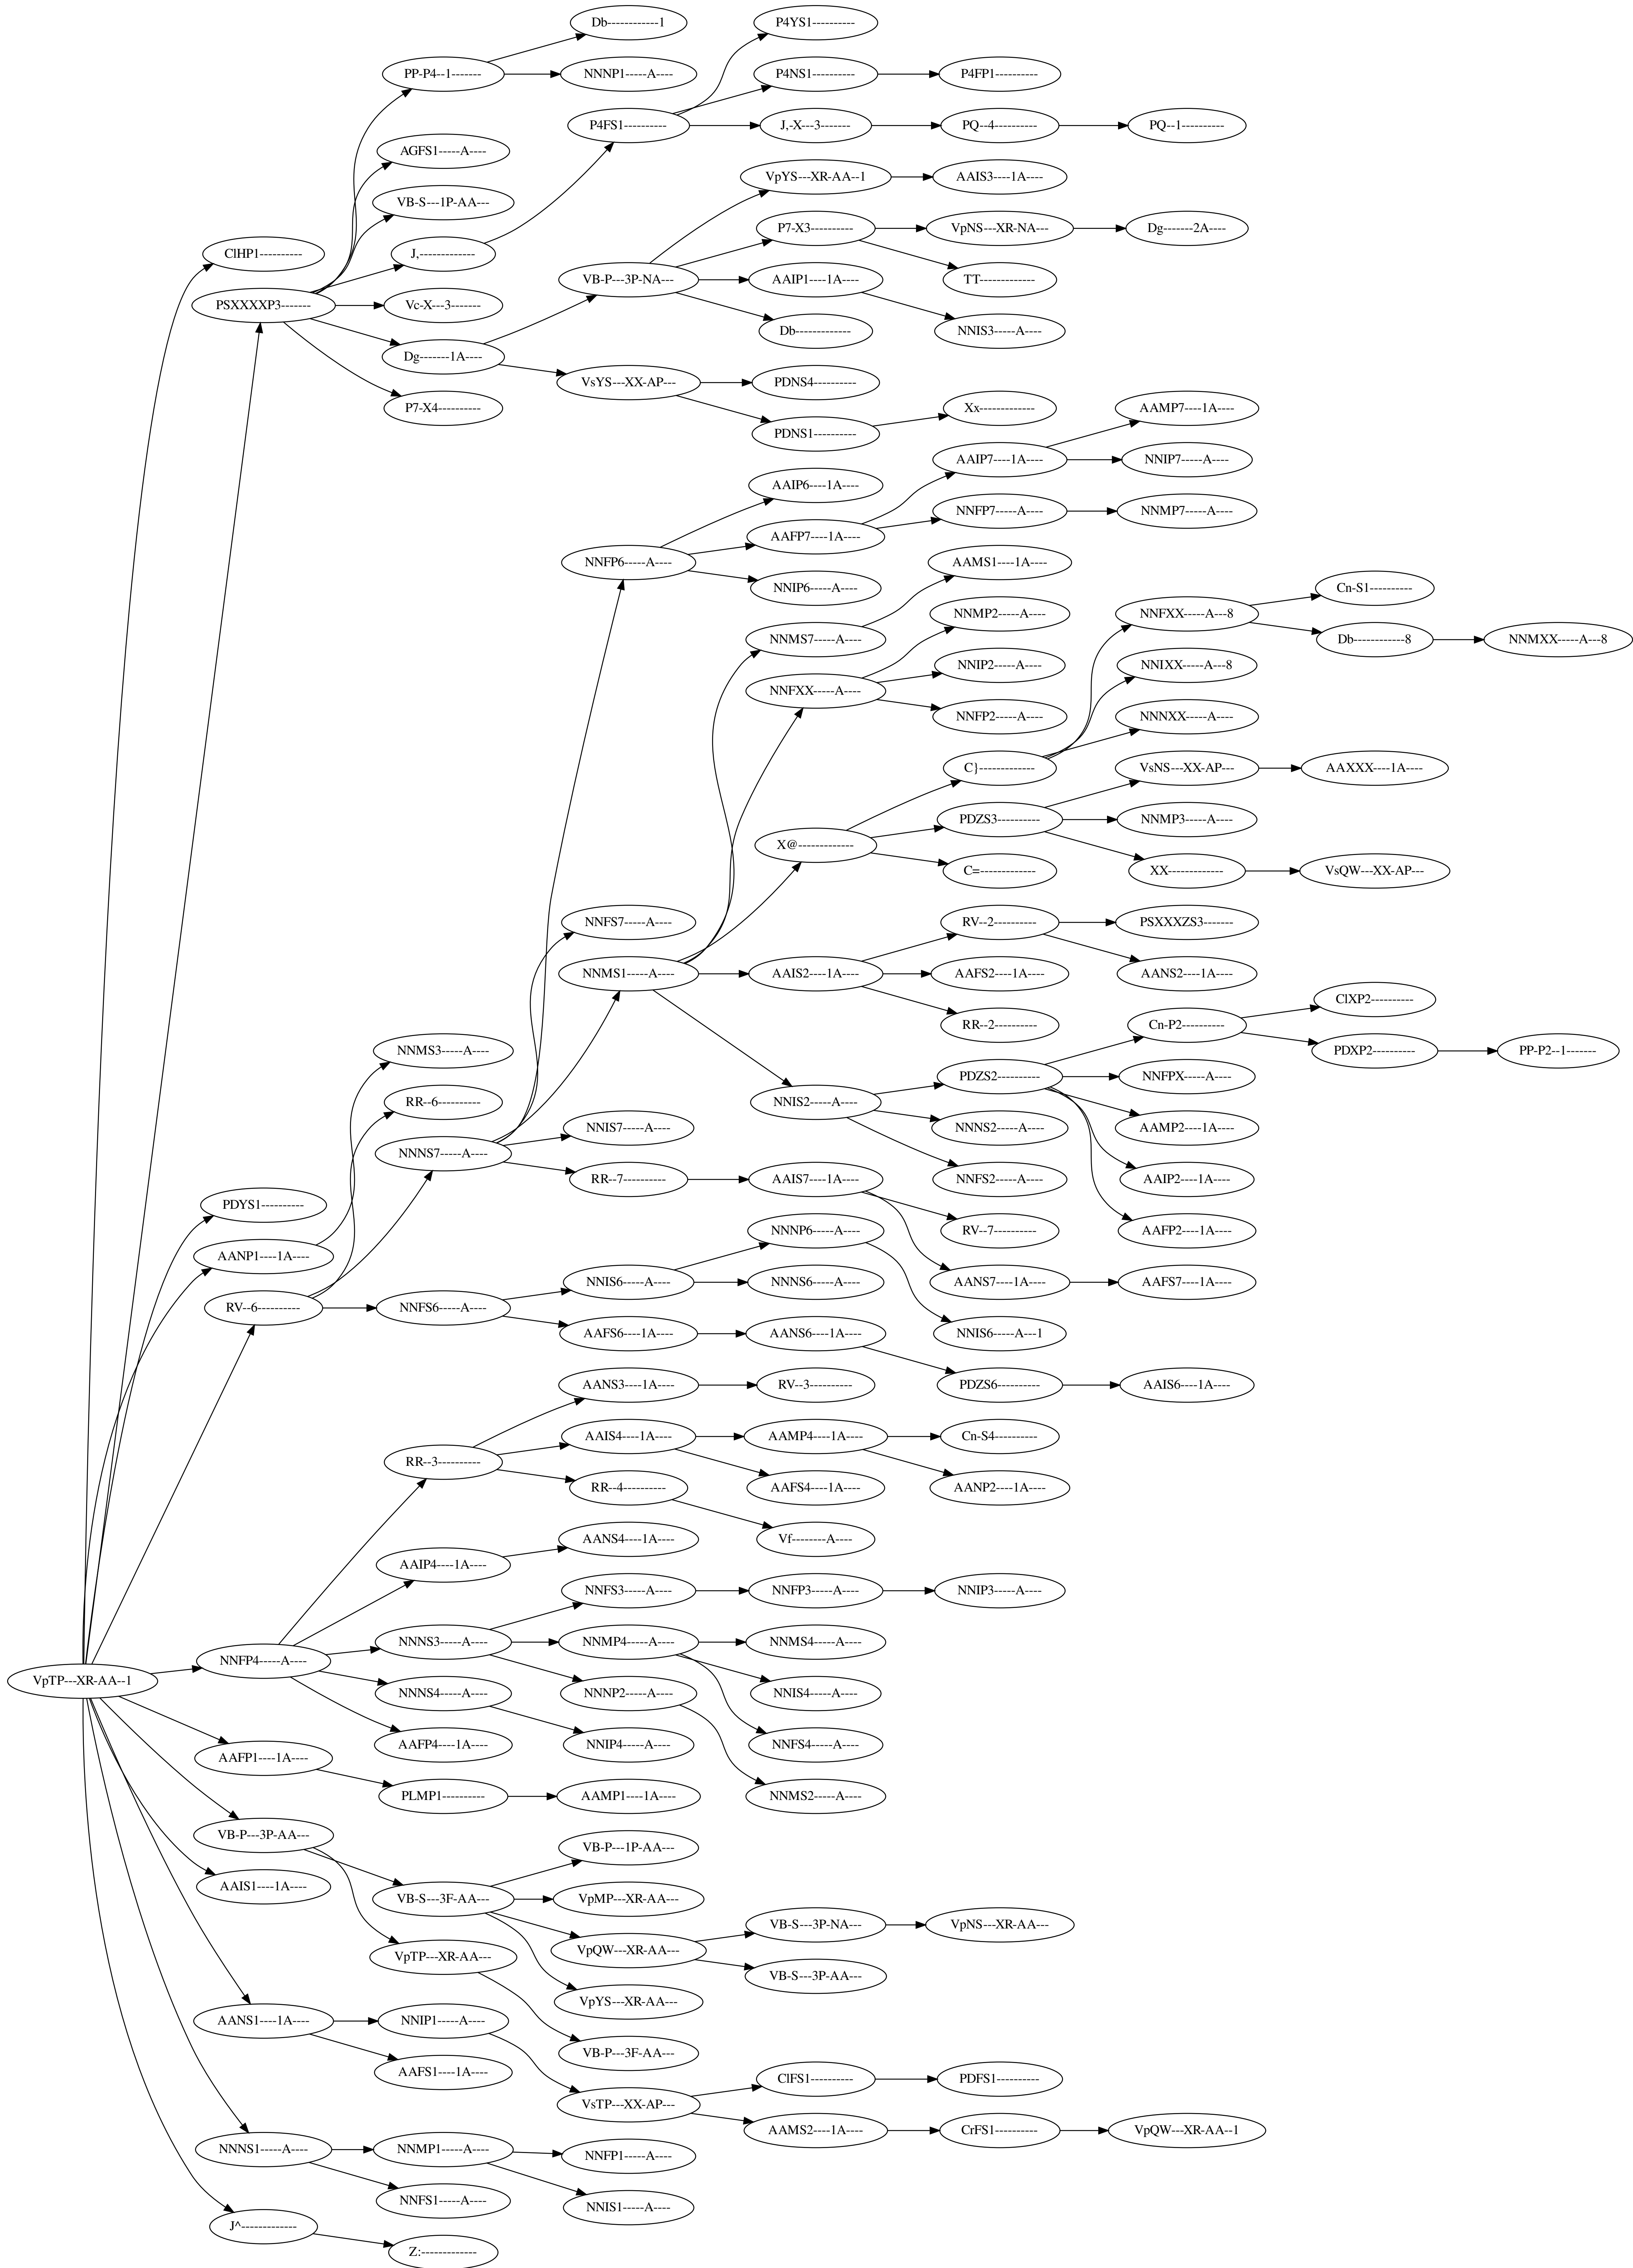 Db------------1
P4YS1----------
PP-P4--1-------
NNNP1-----A----
P4NS1----------
P4FP1----------
P4FS1----------
J,-X---3-------
PQ--4----------
PQ--1----------
AGFS1-----A----
VpYS---XR-AA--1
AAIS3----1A----
VB-S---1P-AA---
P7-X3----------
VpNS---XR-NA---
Dg-------2A----
ClHP1----------
J,-------------
VB-P---3P-NA---
AAIP1----1A----
TT-------------
PSXXXXP3-------
Vc-X---3-------
Db-------------
NNIS3-----A----
Dg-------1A----
VsYS---XX-AP---
PDNS4----------
P7-X4----------
PDNS1----------
Xx-------------
AAMP7----1A----
AAIP7----1A----
NNIP7-----A----
AAIP6----1A----
NNFP7-----A----
NNMP7-----A----
AAFP7----1A----
NNFP6-----A----
AAMS1----1A----
NNIP6-----A----
Cn-S1----------
NNMP2-----A----
NNFXX-----A---8
NNMS7-----A----
Db------------8
NNMXX-----A---8
NNIP2-----A----
NNIXX-----A---8
NNFXX-----A----
NNFP2-----A----
NNNXX-----A----
C}-------------
VsNS---XX-AP---
AAXXX----1A----
PDZS3----------
NNMP3-----A----
X@-------------
C=-------------
XX-------------
VsQW---XX-AP---
NNFS7-----A----
RV--2----------
PSXXXZS3-------
NNMS1-----A----
AAIS2----1A----
AAFS2----1A----
AANS2----1A----
ClXP2----------
RR--2----------
Cn-P2----------
NNMS3-----A----
PDXP2----------
PP-P2--1-------
PDZS2----------
NNFPX-----A----
RR--6----------
NNIS2-----A----
NNIS7-----A----
NNNS2-----A----
AAMP2----1A----
NNNS7-----A----
RR--7----------
AAIS7----1A----
NNFS2-----A----
AAIP2----1A----
PDYS1----------
NNNP6-----A----
RV--7----------
AAFP2----1A----
AANP1----1A----
NNIS6-----A----
NNNS6-----A----
AANS7----1A----
AAFS7----1A----
RV--6----------
NNFS6-----A----
AAFS6----1A----
AANS6----1A----
NNIS6-----A---1
AANS3----1A----
RV--3----------
PDZS6----------
AAIS6----1A----
RR--3----------
AAIS4----1A----
AAMP4----1A----
Cn-S4----------
RR--4----------
AAFS4----1A----
AANP2----1A----
AANS4----1A----
Vf--------A----
AAIP4----1A----
NNFS3-----A----
NNFP3-----A----
NNIP3-----A----
NNNS3-----A----
NNMP4-----A----
NNMS4-----A----
VpTP---XR-AA--1
NNFP4-----A----
NNNS4-----A----
NNNP2-----A----
NNIS4-----A----
AAFP4----1A----
NNIP4-----A----
NNFS4-----A----
AAFP1----1A----
PLMP1----------
AAMP1----1A----
NNMS2-----A----
VB-P---3P-AA---
VB-P---1P-AA---
AAIS1----1A----
VB-S---3F-AA---
VpMP---XR-AA---
VB-S---3P-NA---
VpNS---XR-AA---
VpTP---XR-AA---
VpQW---XR-AA---
VB-S---3P-AA---
VpYS---XR-AA---
AANS1----1A----
NNIP1-----A----
VB-P---3F-AA---
AAFS1----1A----
ClFS1----------
PDFS1----------
VsTP---XX-AP---
AAMS2----1A----
CrFS1----------
VpQW---XR-AA--1
NNNS1-----A----
NNMP1-----A----
NNFP1-----A----
NNFS1-----A----
NNIS1-----A----
J^-------------
Z:-------------